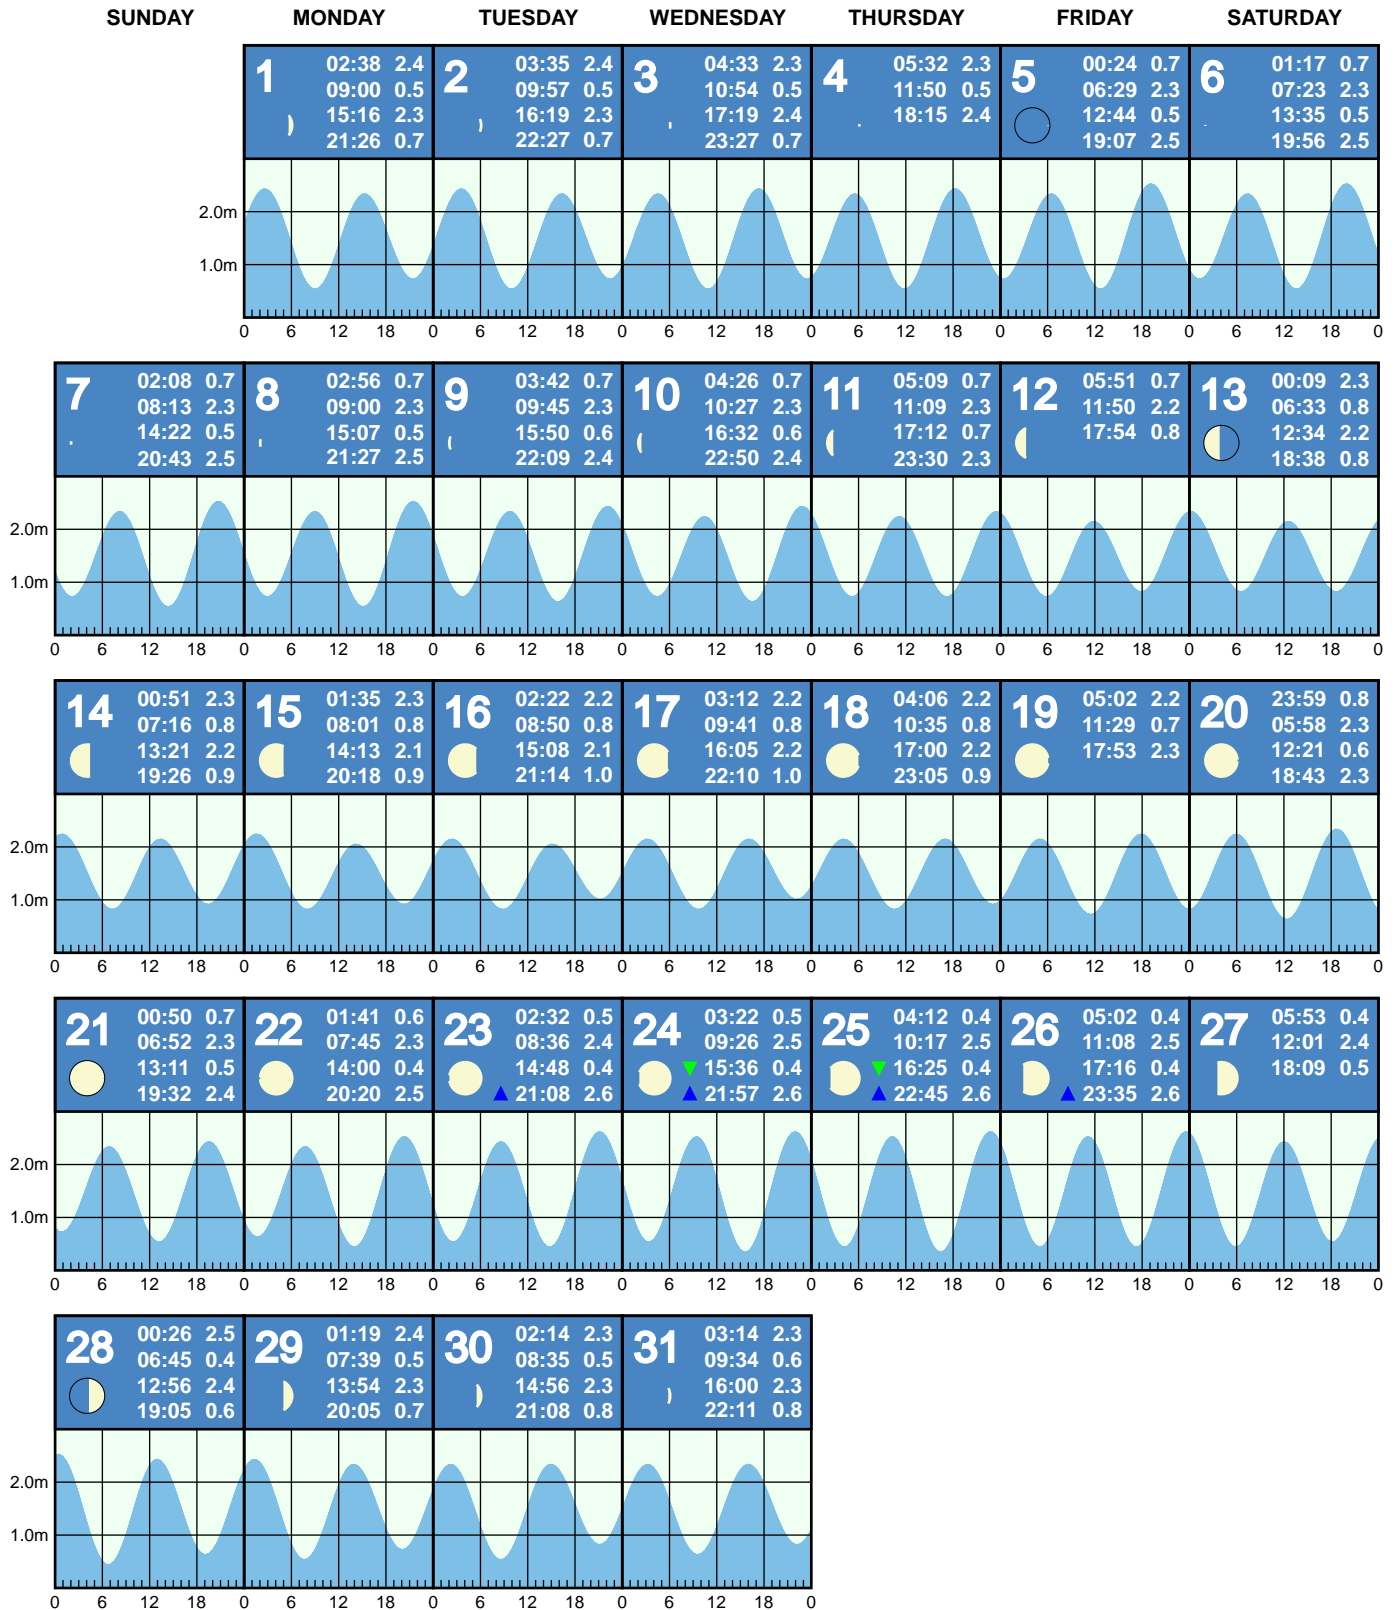 SUNDAY MONDAY TUESDAY WEDNESDAY THURSDAY FRIDAY SATURDAY
1 02:38 2.4
09:00 0.5
15:16 2.3
21:26 0.7
2 03:35 2.4
09:57 0.5
16:19 2.3
22:27 0.7
3 04:33 2.3
10:54 0.5
17:19 2.4
23:27 0.7
4 05:32 2.3
11:50 0.5
18:15 2.4
5 00:24 0.7
06:29 2.3
12:44 0.5
19:07 2.5
6 01:17 0.7
07:23 2.3
13:35 0.5
19:56 2.5
2.0m
1.0m
0 6 12 18 0 6 12 18 0 6 12 18 0 6 12 18 0 6 12 18 0 6 12 18 0
7 02:08 0.7
08:13 2.3
14:22 0.5
20:43 2.5
8 02:56 0.7
09:00 2.3
15:07 0.5
21:27 2.5
9 03:42 0.7
09:45 2.3
15:50 0.6
22:09 2.4
10 04:26 0.7
10:27 2.3
16:32 0.6
22:50 2.4
11 05:09 0.7
11:09 2.3
17:12 0.7
23:30 2.3
12 05:51 0.7
11:50 2.2
17:54 0.8
13 00:09 2.3
06:33 0.8
12:34 2.2
18:38 0.8
2.0m
1.0m
0 6 12 18 0 6 12 18 0 6 12 18 0 6 12 18 0 6 12 18 0 6 12 18 0 6 12 18 0
14 00:51 2.3
07:16 0.8
13:21 2.2
19:26 0.9
15 01:35 2.3
08:01 0.8
14:13 2.1
20:18 0.9
16 02:22 2.2
08:50 0.8
15:08 2.1
21:14 1.0
17 03:12 2.2
09:41 0.8
16:05 2.2
22:10 1.0
18 04:06 2.2
10:35 0.8
17:00 2.2
23:05 0.9
19 05:02 2.2
11:29 0.7
17:53 2.3
20 23:59 0.8
05:58 2.3
12:21 0.6
18:43 2.3
2.0m
1.0m
0 6 12 18 0 6 12 18 0 6 12 18 0 6 12 18 0 6 12 18 0 6 12 18 0 6 12 18 0
21 00:50 0.7
06:52 2.3
13:11 0.5
19:32 2.4
22 01:41 0.6
07:45 2.3
14:00 0.4
20:20 2.5
23 02:32 0.5
08:36 2.4
14:48 0.4
21:08 2.6
24 03:22 0.5
09:26 2.5
15:36 0.4
21:57 2.6
25 04:12 0.4
10:17 2.5
16:25 0.4
22:45 2.6
26 05:02 0.4
11:08 2.5
17:16 0.4
23:35 2.6
27 05:53 0.4
12:01 2.4
18:09 0.5
2.0m
1.0m
0 6 12 18 0 6 12 18 0 6 12 18 0 6 12 18 0 6 12 18 0 6 12 18 0 6 12 18 0
28 00:26 2.5
06:45 0.4
12:56 2.4
19:05 0.6
29 01:19 2.4
07:39 0.5
13:54 2.3
20:05 0.7
30 02:14 2.3
08:35 0.5
14:56 2.3
21:08 0.8
31 03:14 2.3
09:34 0.6
16:00 2.3
22:11 0.8
2.0m
1.0m
0 6 12 18 0 6 12 18 0 6 12 18 0 6 12 18 0